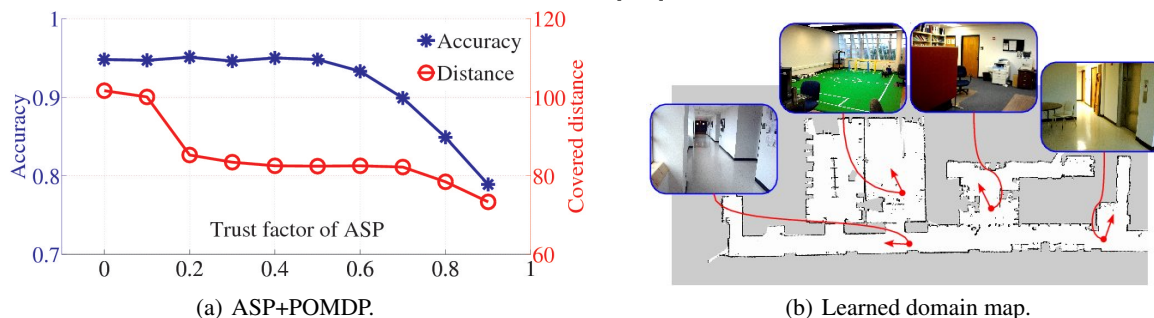 1
0.9
0.8
0.7
Accuracy
Accuracy
Distance
Trust factor of ASP
0 0.2 0.4 0.6 0.8 1
120
100
80
60
Covered distance
(a) ASP+POMDP.
(b) Learned domain map.